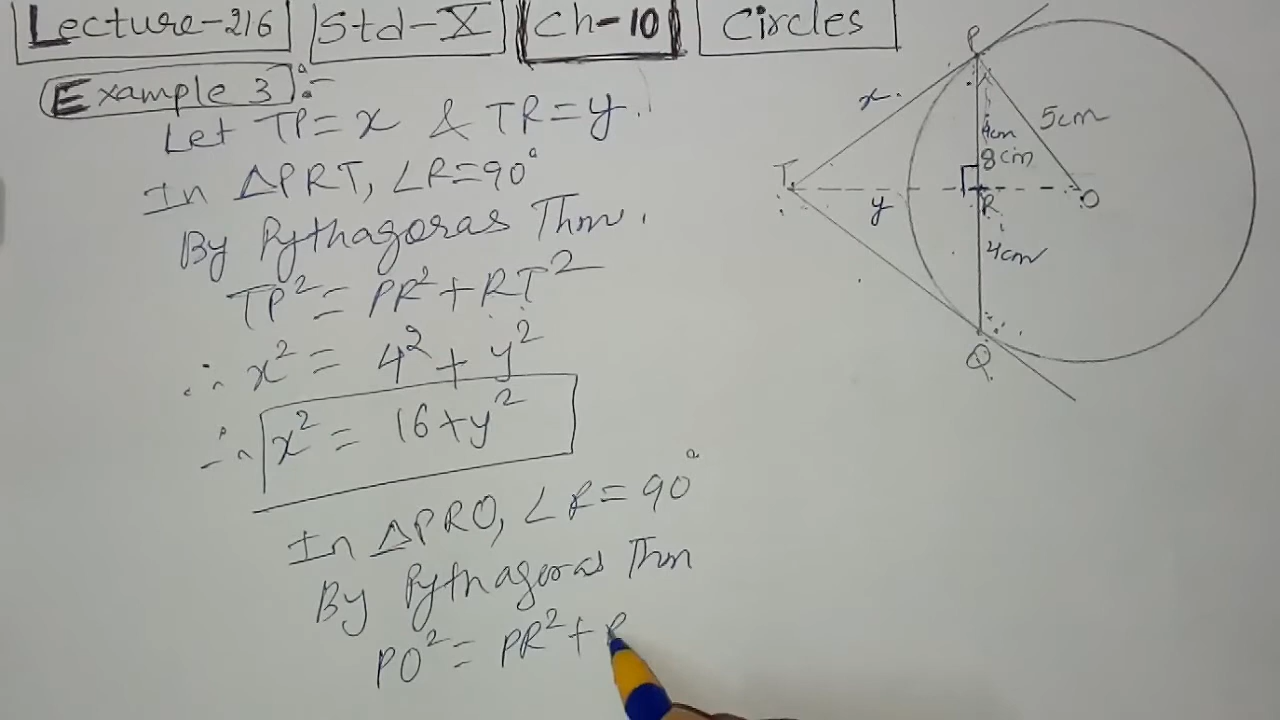 Lecture-216 Std-X Ch-10 Circles
Example 3:-
Let TP=x & TR=y.
In △PRT, ∠R=90°
By Pythagoras Thm.
TP²= PR²+RT²
∴ x² = 4²+y²
∴ x² = 16+y²
In △PRO, ∠R=90°
By Pythagoras Thm
PO²= PR²+R
P
x.
4cm
5cm
8cm
T
y
R
O
4cm
Q